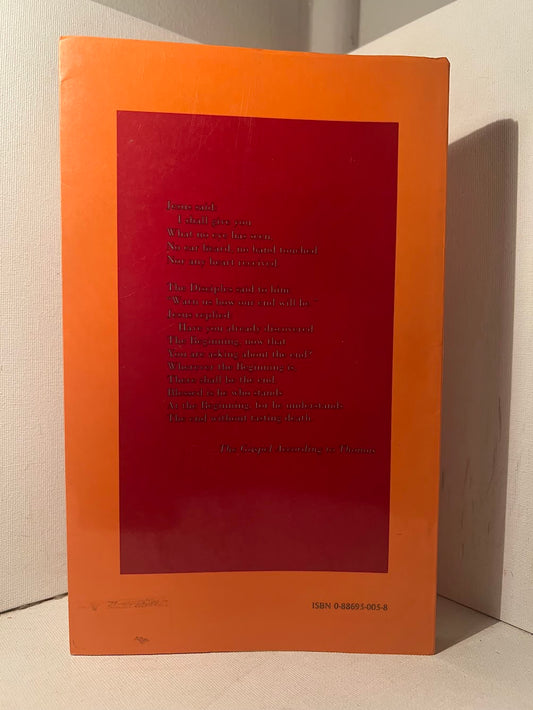 Jesus said:
I shall give you
What no eye has seen
No ear heard, no hand touched
Nor any heart received.
The Disciples said to him:
"Warn us how our end will be."
Jesus replied:
Have you already discovered
The Beginning, now that
You are asking about the end?
Wherever the Beginning is
There shall be the end.
Blessed is he who stands
At the Beginning, for he understands
The end without tasting death.
The Gospel According to Thomas
ISBN 0-88693-003-8